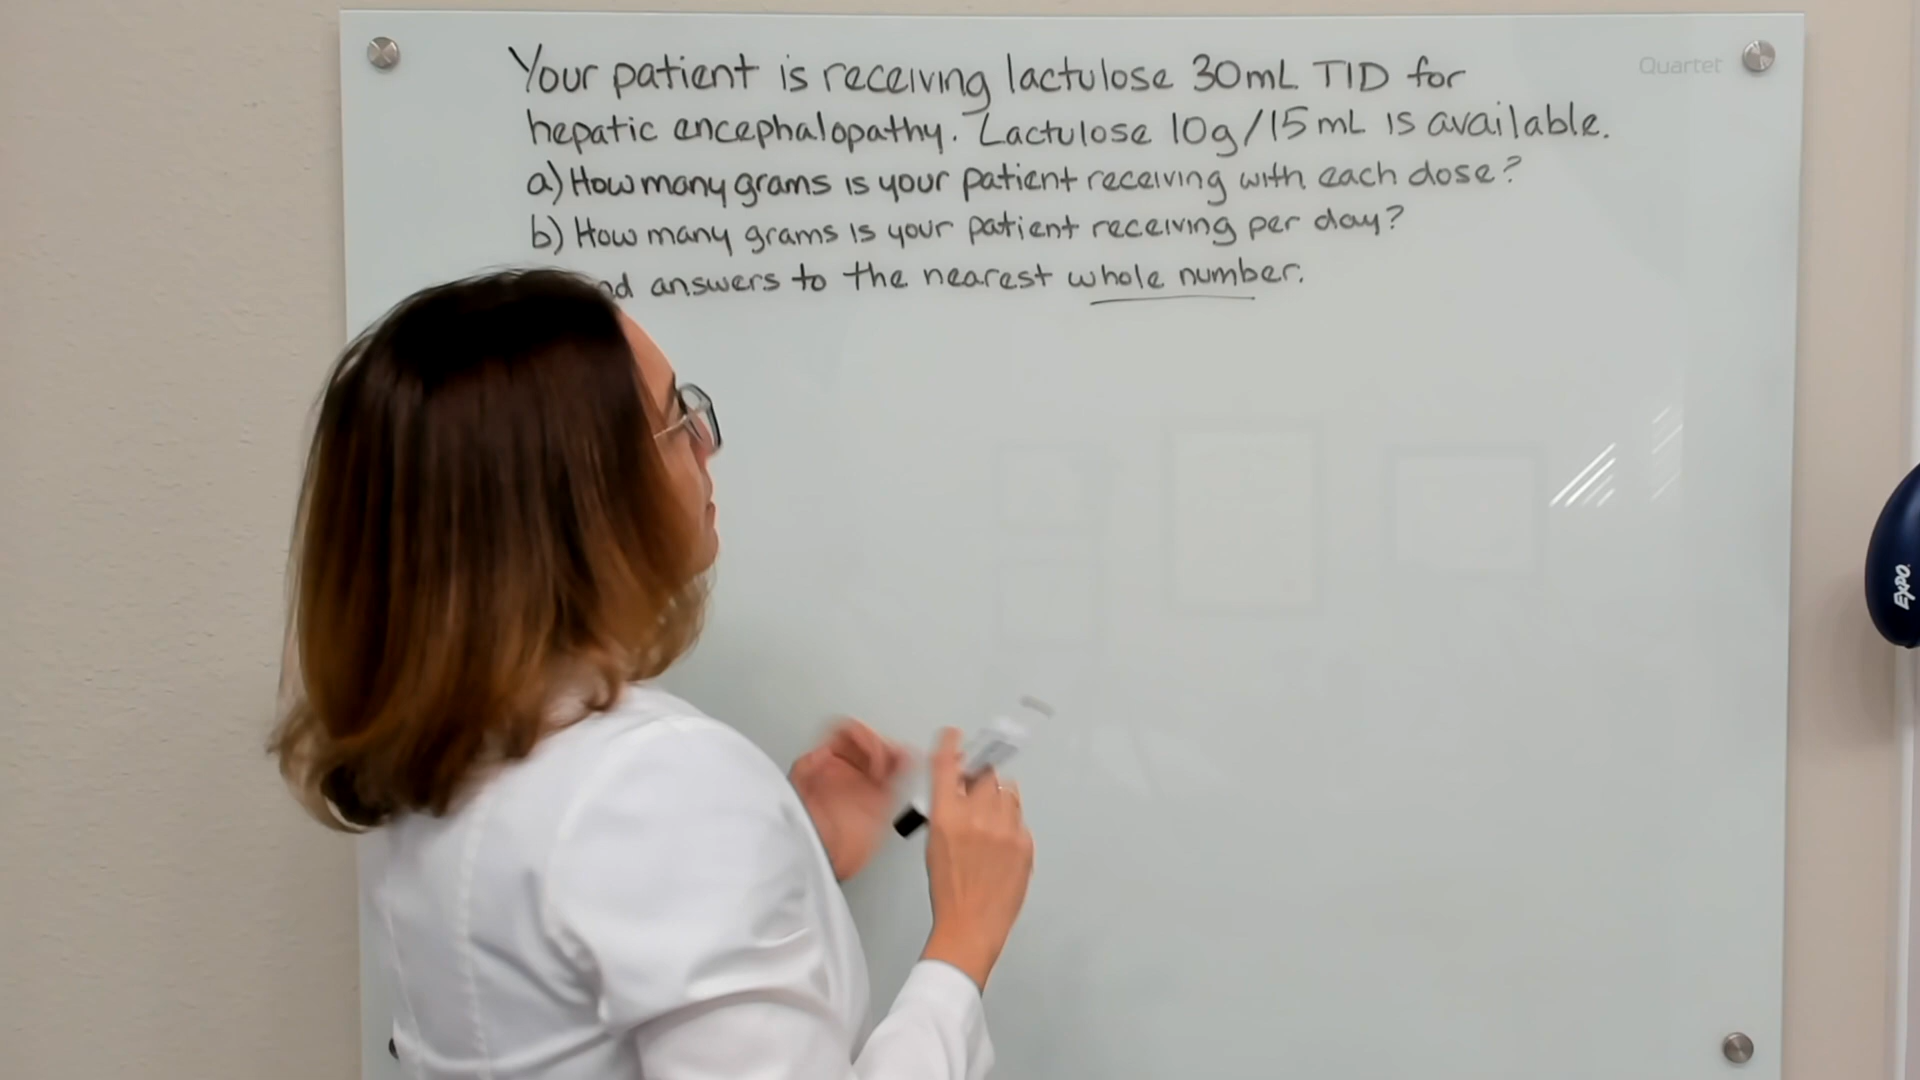 Quartet
Your patient is receiving lactulose 30mL TID for
hepatic encephalopathy. Lactulose 10g/15mL is available.
a) How many grams is your patient receiving with each dose?
b) How many grams is your patient receiving per day?
answers to the nearest whole number.
EXPO